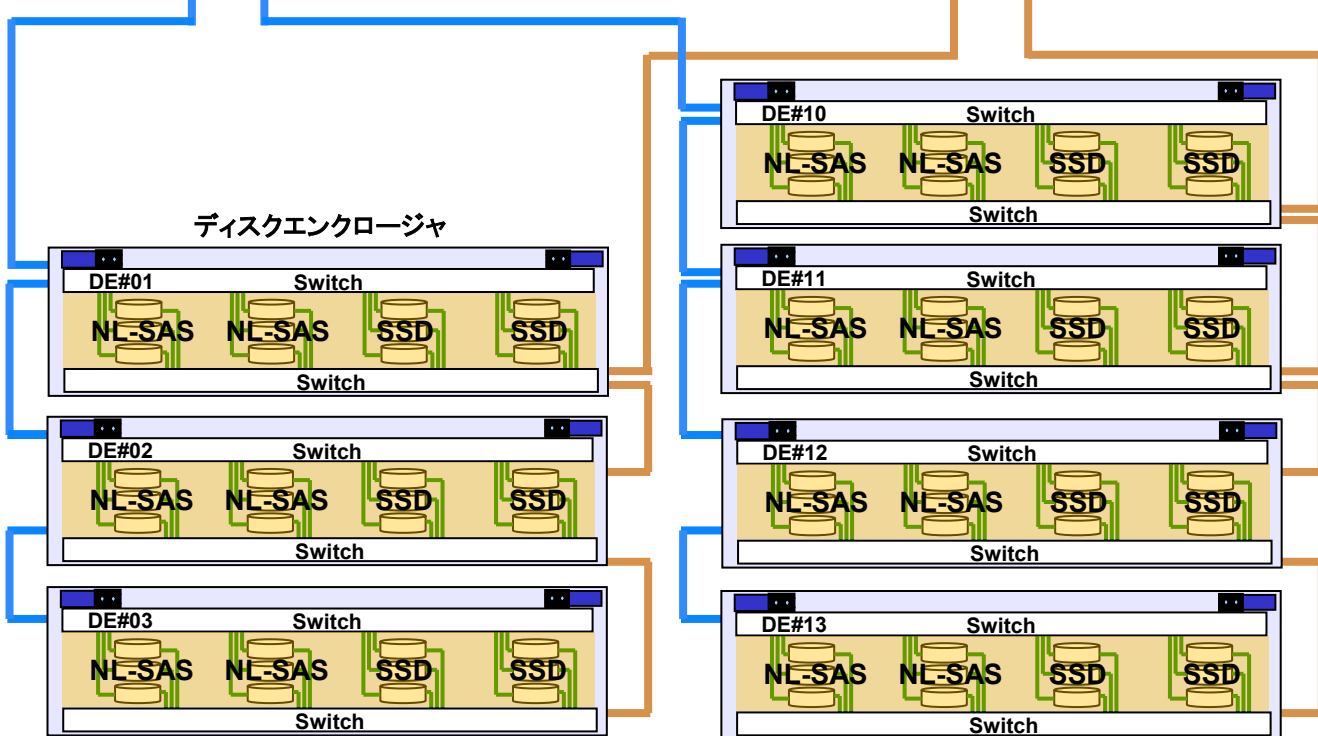 ディスクエンクロージャ
DE#01 Switch
NL-SAS NL-SAS SSD SSD
Switch
DE#02 Switch
NL-SAS NL-SAS SSD SSD
Switch
DE#03 Switch
NL-SAS NL-SAS SSD SSD
Switch
DE#10 Switch
NL-SAS NL-SAS SSD SSD
Switch
DE#11 Switch
NL-SAS NL-SAS SSD SSD
Switch
DE#12 Switch
NL-SAS NL-SAS SSD SSD
Switch
DE#13 Switch
NL-SAS NL-SAS SSD SSD
Switch